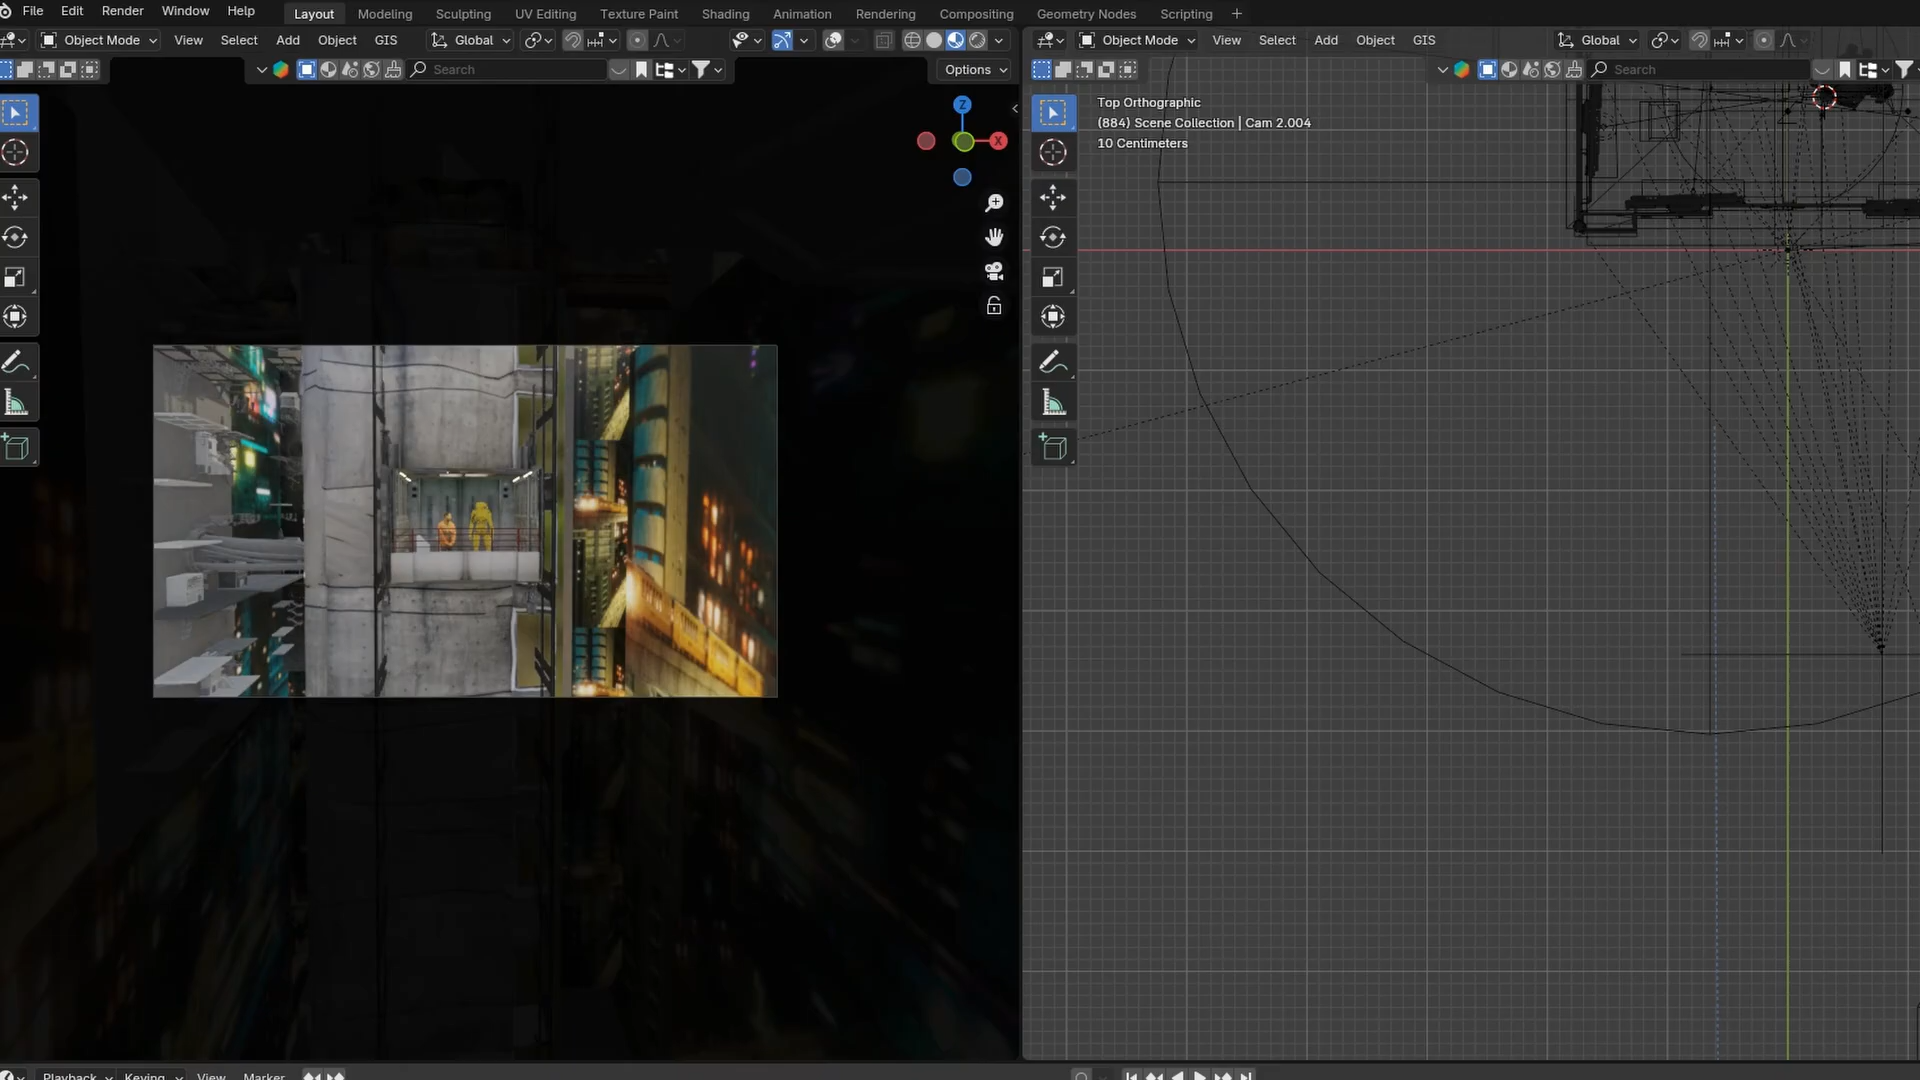 File Edit Render Window Help Layout Modeling Sculpting UV Editing Texture Paint Shading Animation Rendering Compositing Geometry Nodes Scripting +
Object Mode View Select Add Object GIS Global
Object Mode View Select Add Object GIS Global
Search Options
Search
Z
X
Top Orthographic
(884) Scene Collection | Cam 2.004
10 Centimeters
Playback Keying View Marker